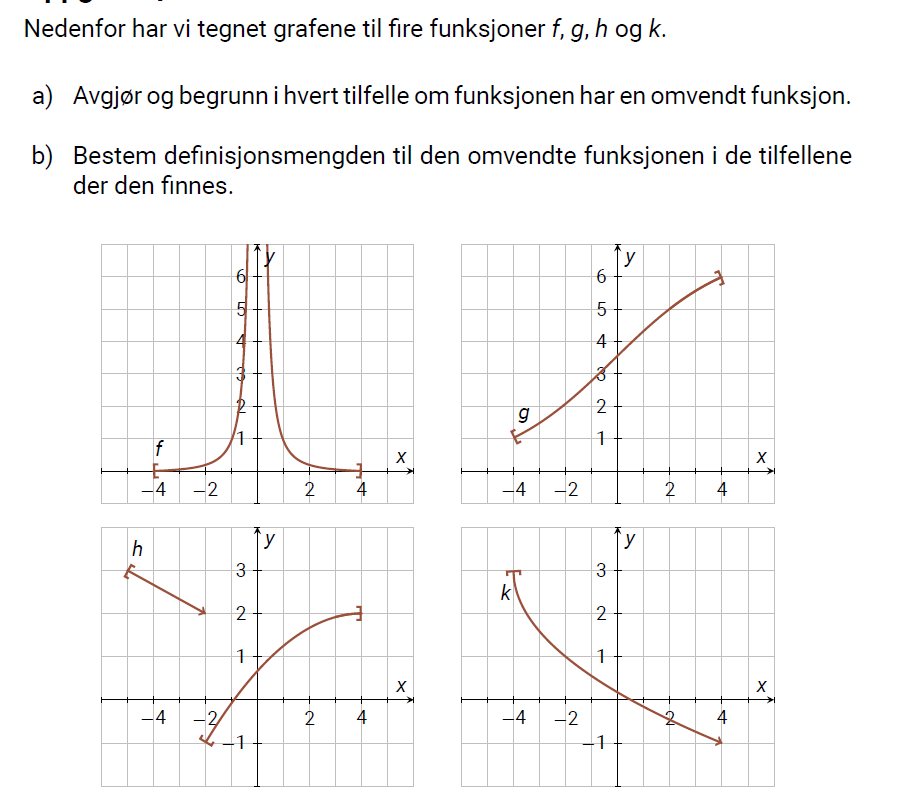 Nedenfor har vi tegnet grafene til fire funksjoner f, g, h og k.
a) Avgjør og begrunn i hvert tilfelle om funksjonen har en omvendt funksjon.
b) Bestem definisjonsmengden til den omvendte funksjonen i de tilfellene
der den finnes.
y
6
5
4
3
2
1
f
x
−4 −2 2 4
y
6
5
4
3
2
1
g
x
−4 −2 2 4
h
y
3
2
1
x
−4 −2 2 4
−1
y
3
k
2
1
x
−4 −2 2 4
−1